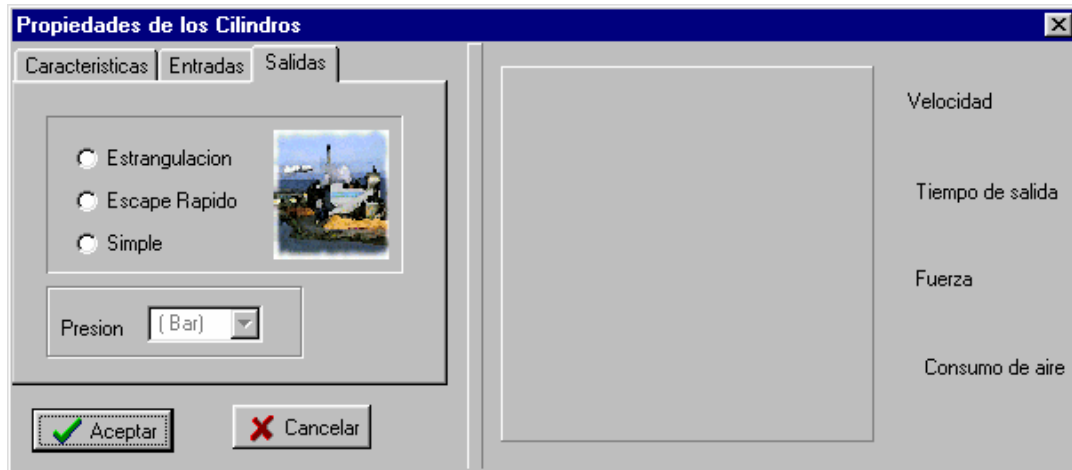 Propiedades de los Cilindros
Caracteristicas
Entradas
Salidas
Estrangulacion
Escape Rapido
Simple
Presion
( Bar)
Aceptar
Cancelar
Velocidad
Tiempo de salida
Fuerza
Consumo de aire